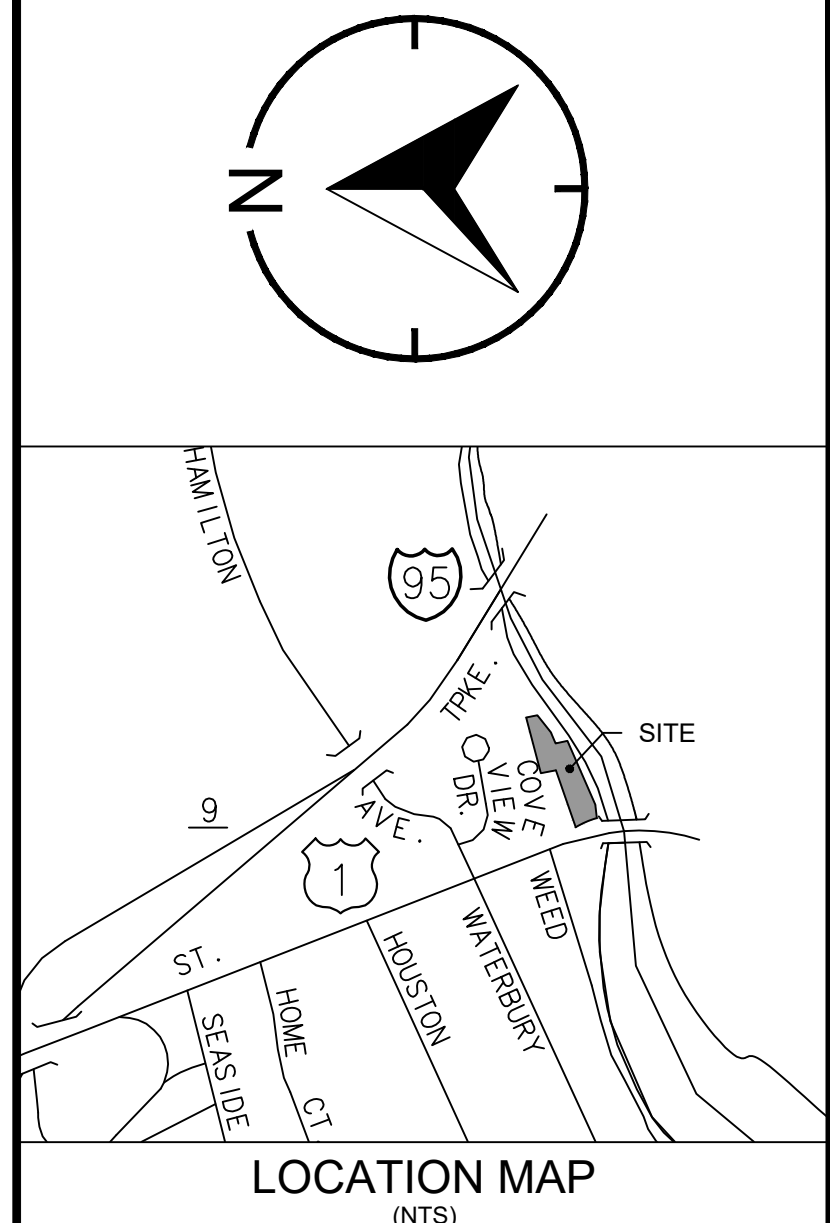 N
HAMILTON
95
TPKE.
SITE
COVE
VIEW
DR.
9
AVE.
1
ST.
WEED
WATERBURY
HOUSTON
HOME
CT.
SEASIDE
LOCATION MAP
(NTS)